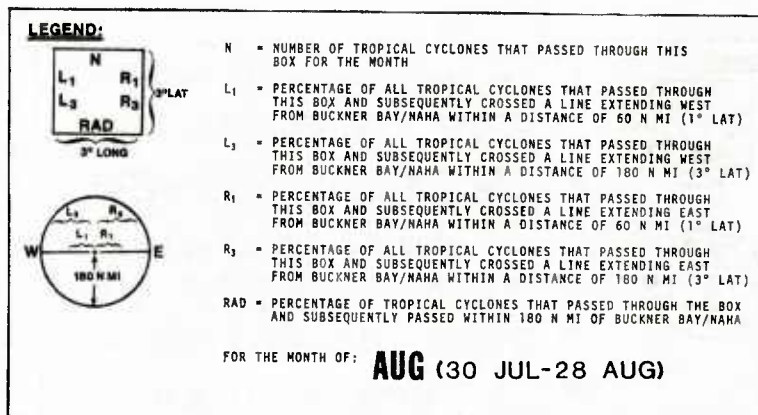 LEGEND:
N
L1 R1
L3 R3
RAD
3° LAT
3° LONG
L3 R3
L1 R1
W E
180 N MI
N = NUMBER OF TROPICAL CYCLONES THAT PASSED THROUGH THIS
BOX FOR THE MONTH
L1 = PERCENTAGE OF ALL TROPICAL CYCLONES THAT PASSED THROUGH
THIS BOX AND SUBSEQUENTLY CROSSED A LINE EXTENDING WEST
FROM BUCKNER BAY/NAHA WITHIN A DISTANCE OF 60 N MI (1° LAT)
L3 = PERCENTAGE OF ALL TROPICAL CYCLONES THAT PASSED THROUGH
THIS BOX AND SUBSEQUENTLY CROSSED A LINE EXTENDING WEST
FROM BUCKNER BAY/NAHA WITHIN A DISTANCE OF 180 N MI (3° LAT)
R1 = PERCENTAGE OF ALL TROPICAL CYCLONES THAT PASSED THROUGH
THIS BOX AND SUBSEQUENTLY CROSSED A LINE EXTENDING EAST
FROM BUCKNER BAY/NAHA WITHIN A DISTANCE OF 60 N MI (1° LAT)
R3 = PERCENTAGE OF ALL TROPICAL CYCLONES THAT PASSED THROUGH
THIS BOX AND SUBSEQUENTLY CROSSED A LINE EXTENDING EAST
FROM BUCKNER BAY/NAHA WITHIN A DISTANCE OF 180 N MI (3° LAT)
RAD = PERCENTAGE OF TROPICAL CYCLONES THAT PASSED THROUGH THE BOX
AND SUBSEQUENTLY PASSED WITHIN 180 N MI OF BUCKNER BAY/NAHA
FOR THE MONTH OF: AUG (30 JUL-28 AUG)